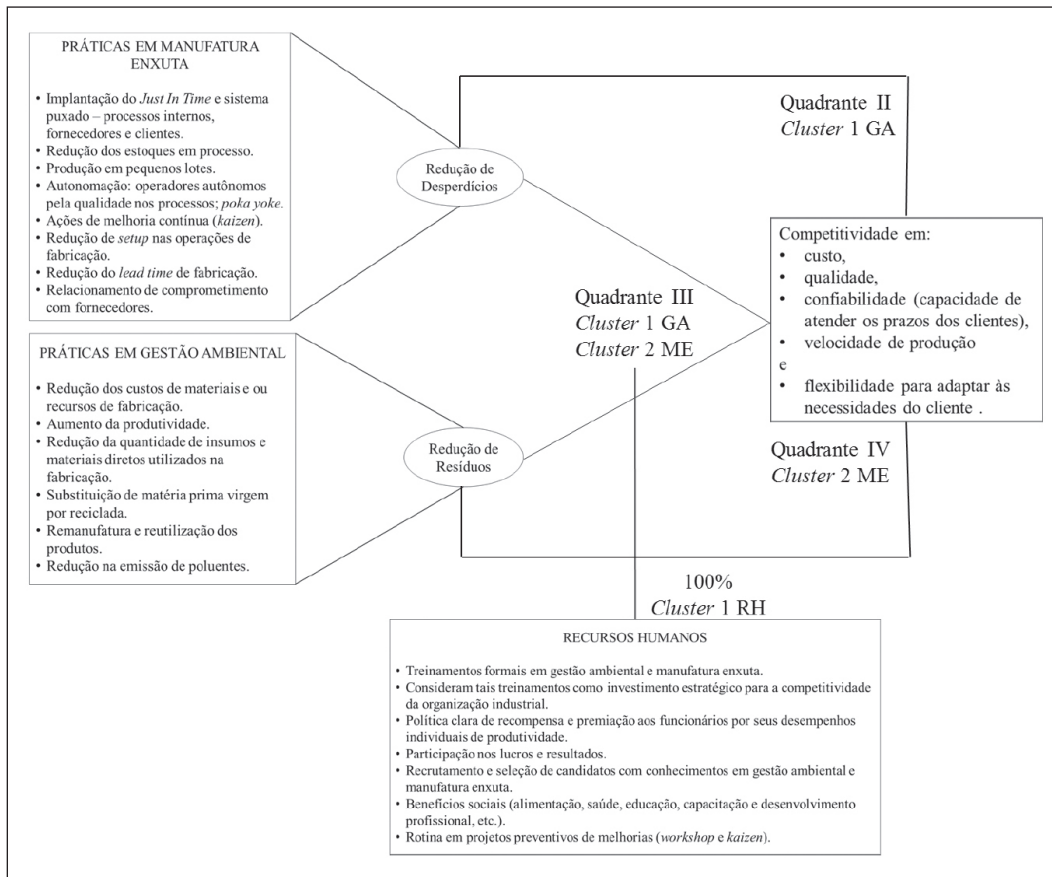 PRÁTICAS EM MANUFATURA
ENXUTA
• Implantação do Just In Time e sistema
puxado – processos internos,
fornecedores e clientes.
• Redução dos estoques em processo.
• Produção em pequenos lotes.
• Autonomação: operadores autônomos
pela qualidade nos processos; poka yoke.
• Ações de melhoria contínua (kaizen).
• Redução de setup nas operações de
fabricação.
• Redução do lead time de fabricação.
• Relacionamento de comprometimento
com fornecedores.
PRÁTICAS EM GESTÃO AMBIENTAL
• Redução dos custos de materiais e ou
recursos de fabricação.
• Aumento da produtividade.
• Redução da quantidade de insumos e
materiais diretos utilizados na
fabricação.
• Substituição de matéria prima virgem
por reciclada.
• Remanufatura e reutilização dos
produtos.
• Redução na emissão de poluentes.
Redução de
Desperdícios
Redução de
Resíduos
Quadrante II
Cluster 1 GA
Quadrante III
Cluster 1 GA
Cluster 2 ME
Competitividade em:
• custo,
• qualidade,
• confiabilidade (capacidade de
atender os prazos dos clientes),
• velocidade de produção
e
• flexibilidade para adaptar às
necessidades do cliente .
Quadrante IV
Cluster 2 ME
100%
Cluster 1 RH
RECURSOS HUMANOS
• Treinamentos formais em gestão ambiental e manufatura enxuta.
• Consideram tais treinamentos como investimento estratégico para a competitividade
da organização industrial.
• Política clara de recompensa e premiação aos funcionários por seus desempenhos
individuais de produtividade.
• Participação nos lucros e resultados.
• Recrutamento e seleção de candidatos com conhecimentos em gestão ambiental e
manufatura enxuta.
• Benefícios sociais (alimentação, saúde, educação, capacitação e desenvolvimento
profissional, etc.).
• Rotina em projetos preventivos de melhorias (workshop e kaizen).